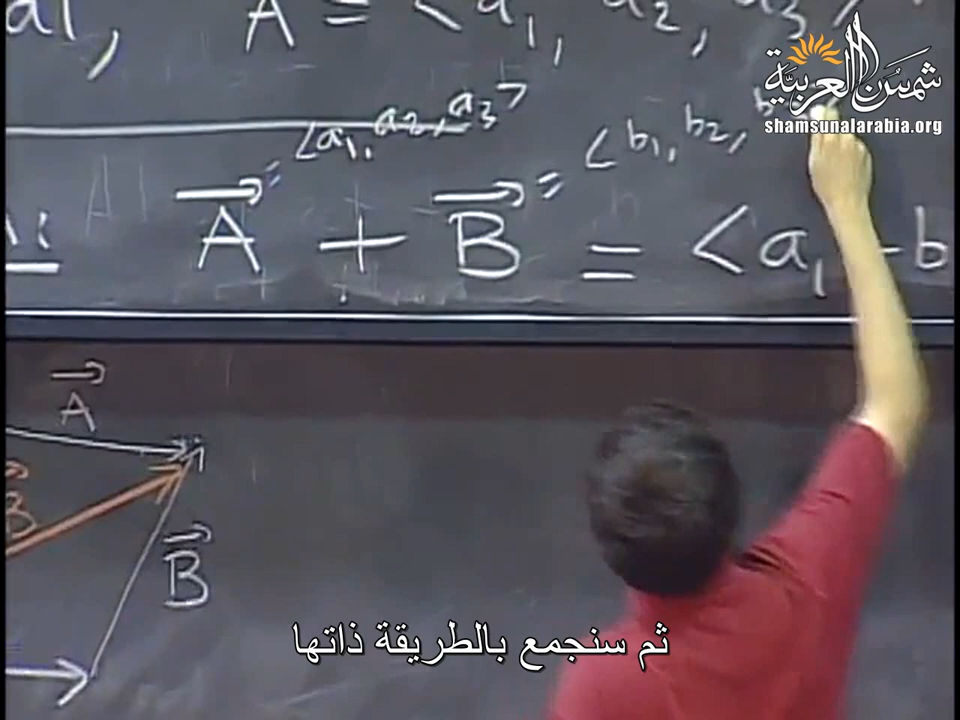 A = < a1, a2, a3 >
شمس العربية
shamsunalarabia.org
<a1, a2, a3> <b1, b2, b
A⃗ = + B⃗ = = < a1 + b
A⃗
B⃗
B⃗
ثم سنجمع بالطريقة ذاتها